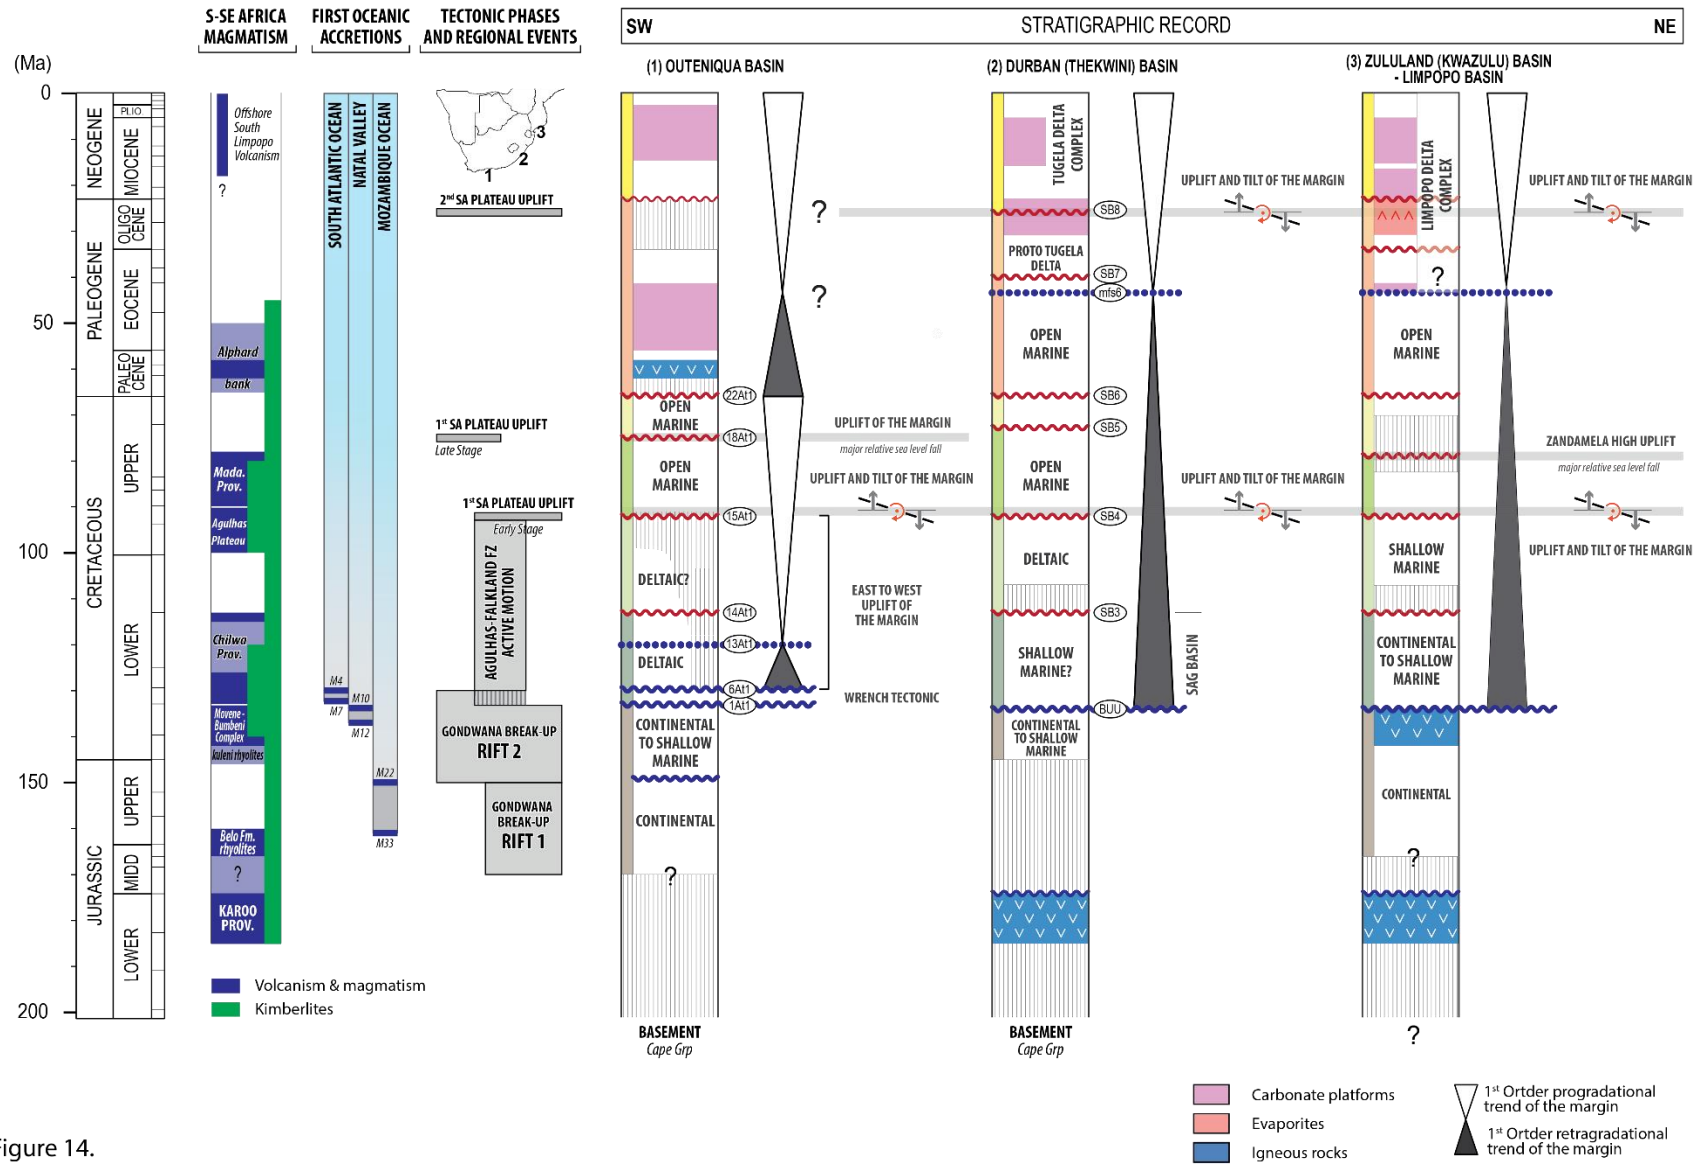 S-SE AFRICA
MAGMATISM
FIRST OCEANIC
ACCRETIONS
TECTONIC PHASES
AND REGIONAL EVENTS
SW
STRATIGRAPHIC RECORD
NE
(Ma)
(1) OUTENIQUA BASIN
(2) DURBAN (THEKWINI) BASIN
(3) ZULULAND (KWAZULU) BASIN
- LIMPOPO BASIN
0
50
100
150
200
NEOGENE
PALEOGENE
CRETACEOUS
JURASSIC
PLIO
MIOCENE
OLIGO
CENE
EOCENE
PALEO
CENE
UPPER
LOWER
UPPER
MIDD
LOWER
Offshore
South
Limpopo
Volcanism
?
Alphard
bank
Mada.
Prov.
Agulhas
Plateau
Chilwa
Prov.
Movene-
Bumbeni
Complex
kuleni rhyolites
Belo Fm.
rhyolites
?
KAROO
PROV.
Volcanism & magmatism
Kimberlites
SOUTH ATLANTIC OCEAN
NATAL VALLEY
MOZAMBIQUE OCEAN
M4
M7
M10
M12
M22
M33
1
2
3
2nd SA PLATEAU UPLIFT
1st SA PLATEAU UPLIFT
Late Stage
1st SA PLATEAU UPLIFT
Early Stage
AGULHAS-FALKLAND FZ
ACTIVE MOTION
GONDWANA BREAK-UP
RIFT 2
GONDWANA
BREAK-UP
RIFT 1
OPEN
MARINE
OPEN
MARINE
DELTAIC?
DELTAIC
CONTINENTAL
TO SHALLOW
MARINE
CONTINENTAL
?
BASEMENT
Cape Grp
22At1
18At1
15At1
14At1
13At1
6At1
1At1
?
?
UPLIFT OF THE MARGIN
major relative sea level fall
UPLIFT AND TILT OF THE MARGIN
EAST TO WEST
UPLIFT OF
THE MARGIN
WRENCH TECTONIC
TUGELA DELTA
COMPLEX
PROTO TUGELA
DELTA
OPEN
MARINE
OPEN
MARINE
DELTAIC
SHALLOW
MARINE?
CONTINENTAL
TO SHALLOW
MARINE
BASEMENT
Cape Grp
SB8
SB7
mfs6
SB6
SB5
SB4
SB3
BUU
SAG BASIN
UPLIFT AND TILT OF THE MARGIN
UPLIFT AND TILT OF THE MARGIN
LIMPOPO DELTA
COMPLEX
?
OPEN
MARINE
SHALLOW
MARINE
CONTINENTAL
TO SHALLOW
MARINE
CONTINENTAL
?
?
UPLIFT AND TILT OF THE MARGIN
ZANDAMELA HIGH UPLIFT
major relative sea level fall
UPLIFT AND TILT OF THE MARGIN
Carbonate platforms
Evaporites
Igneous rocks
1st Ortder progradational
trend of the margin
1st Ortder retragradational
trend of the margin
igure 14.